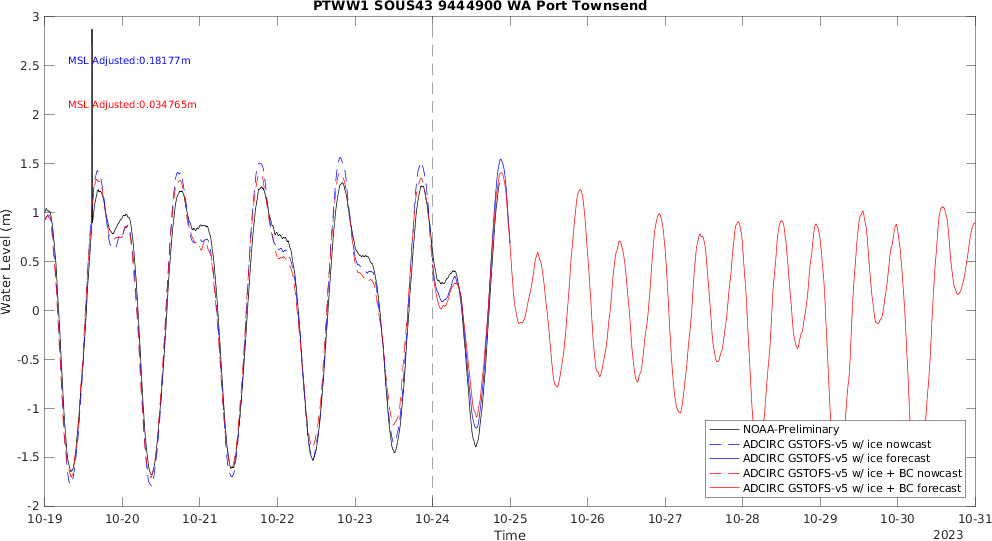 PTWW1 SOUS43 9444900 WA Port Townsend
3
2.5
2
1.5
1
0.5
0
-0.5
-1
-1.5
-2
Water Level (m)
MSL Adjusted:0.18177m
MSL Adjusted:0.034765m
NOAA-Preliminary
ADCIRC GSTOFS-v5 w/ ice nowcast
ADCIRC GSTOFS-v5 w/ ice forecast
ADCIRC GSTOFS-v5 w/ ice + BC nowcast
ADCIRC GSTOFS-v5 w/ ice + BC forecast
10-19 10-20 10-21 10-22 10-23 10-24 10-25 10-26 10-27 10-28 10-29 10-30 10-31
Time
2023